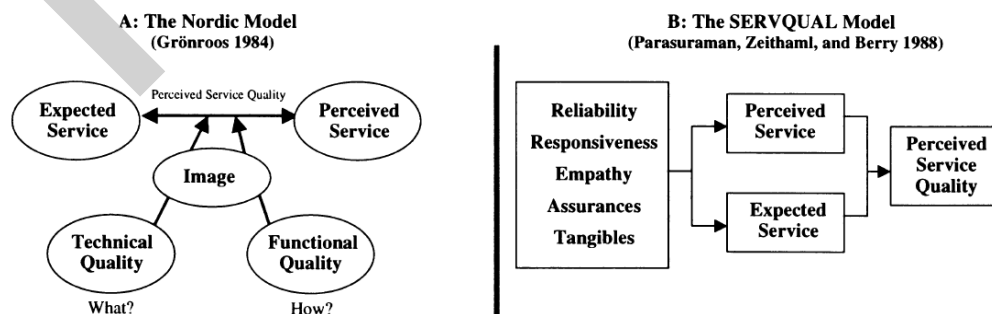 A: The Nordic Model
(Grönroos 1984)
Perceived Service Quality
Expected
Service
Perceived
Service
Image
Technical
Quality
Functional
Quality
What?
How?
B: The SERVQUAL Model
(Parasuraman, Zeithaml, and Berry 1988)
Reliability
Responsiveness
Empathy
Assurances
Tangibles
Perceived
Service
Expected
Service
Perceived
Service
Quality